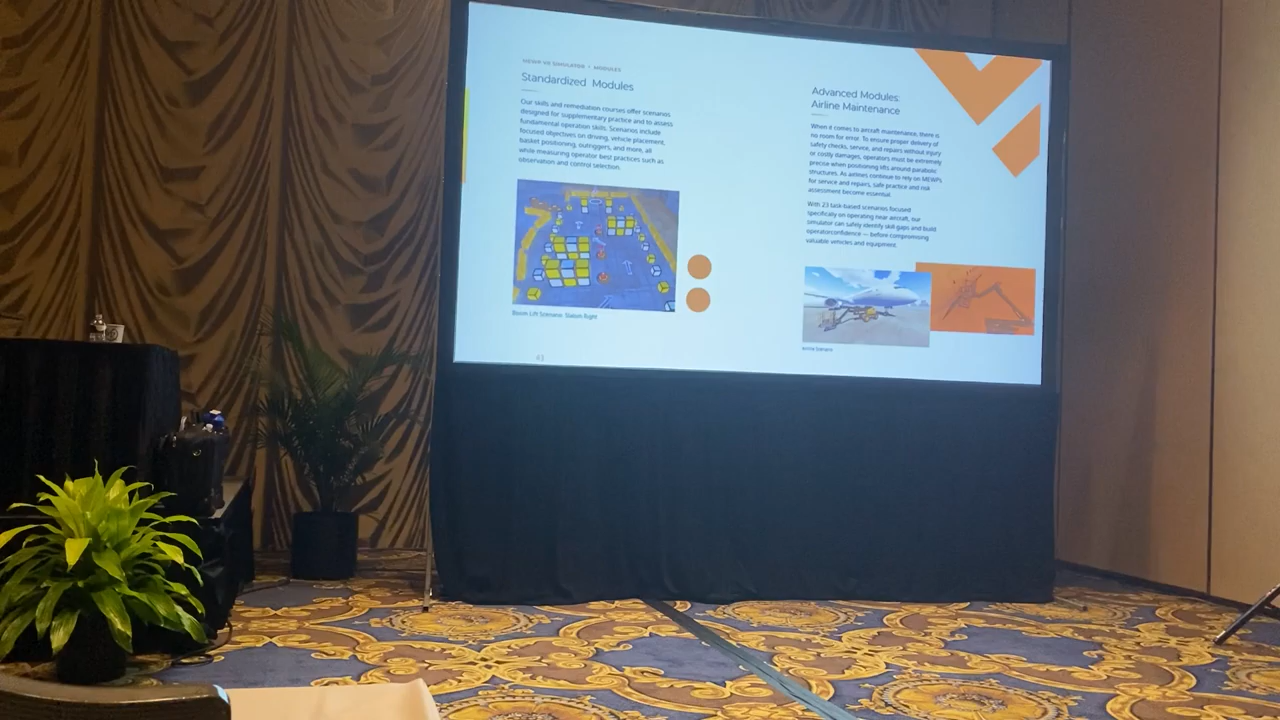 MEWP VR SIMULATOR • MODULES
Standardized Modules
Our skills and remediation courses offer scenarios
designed for supplementary practice and to assess
fundamental operation skills. Scenarios include
focused objectives on driving, vehicle placement,
basket positioning, outriggers, and more, all
while measuring operator best practices such as
observation and control selection.
Boom Lift Scenario: Slalom Right
43
Advanced Modules:
Airline Maintenance
When it comes to aircraft maintenance, there is
no room for error. To ensure proper delivery of
safety checks, service, and repairs without injury
or costly damages, operators must be extremely
precise when positioning lifts around parabolic
structures. As airlines continue to rely on MEWPs
for service and repairs, safe practice and risk
assessment become essential.
With 23 task-based scenarios focused
specifically on operating near aircraft, our
simulator can safely identify skill gaps and build
operatorconfidence — before compromising
valuable vehicles and equipment.
Airline Scenario